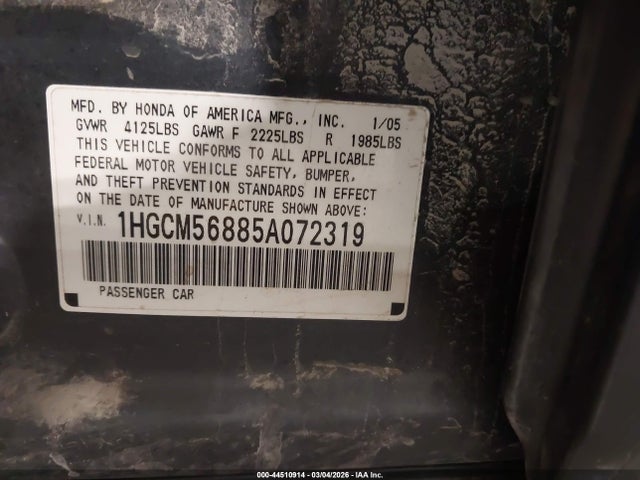 MFD. BY HONDA OF AMERICA MFG., INC. 1/05
GVWR 4125LBS GAWR F 2225LBS R 1985LBS
THIS VEHICLE CONFORMS TO ALL APPLICABLE
FEDERAL MOTOR VEHICLE SAFETY, BUMPER,
AND THEFT PREVENTION STANDARDS IN EFFECT
ON THE DATE OF MANUFACTURE SHOWN ABOVE:
V.I.N. 1HGCM56885A072319
PASSENGER CAR
000-44510914 - 03/04/2026 - IAA Inc.